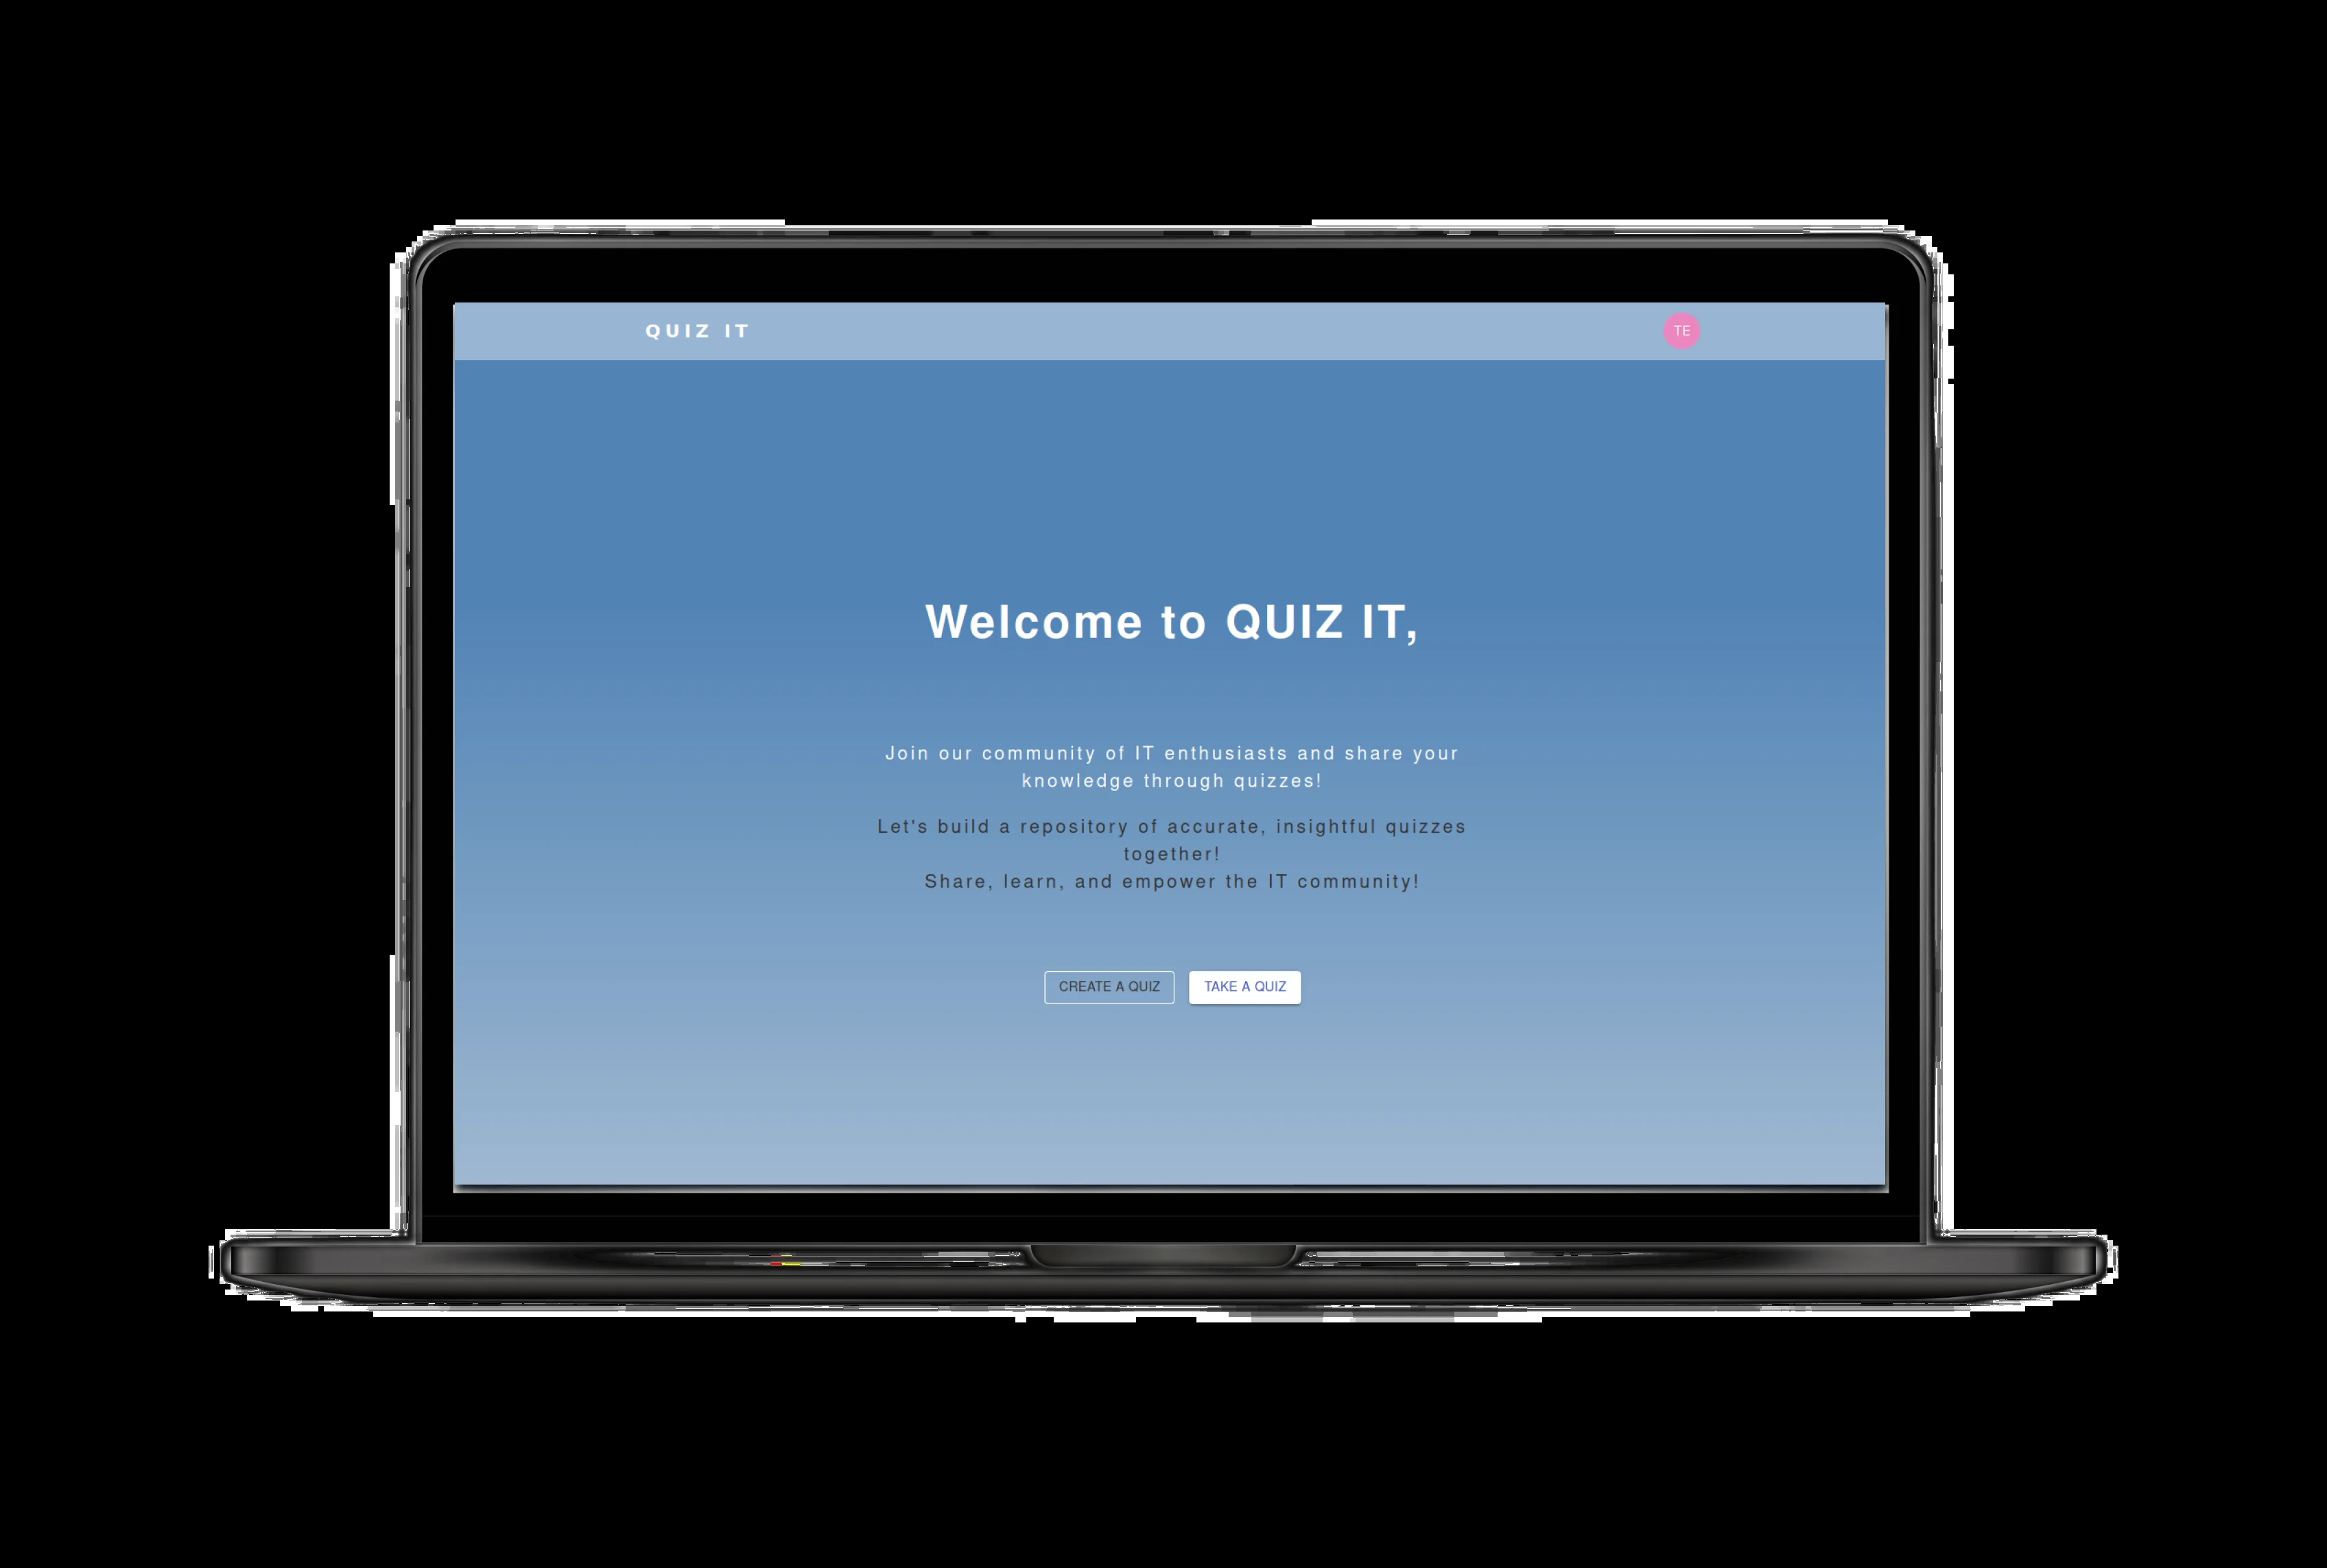 QUIZ IT
TE
Welcome to QUIZ IT,
Join our community of IT enthusiasts and share your
knowledge through quizzes!
Let's build a repository of accurate, insightful quizzes
together!
Share, learn, and empower the IT community!
CREATE A QUIZ
TAKE A QUIZ